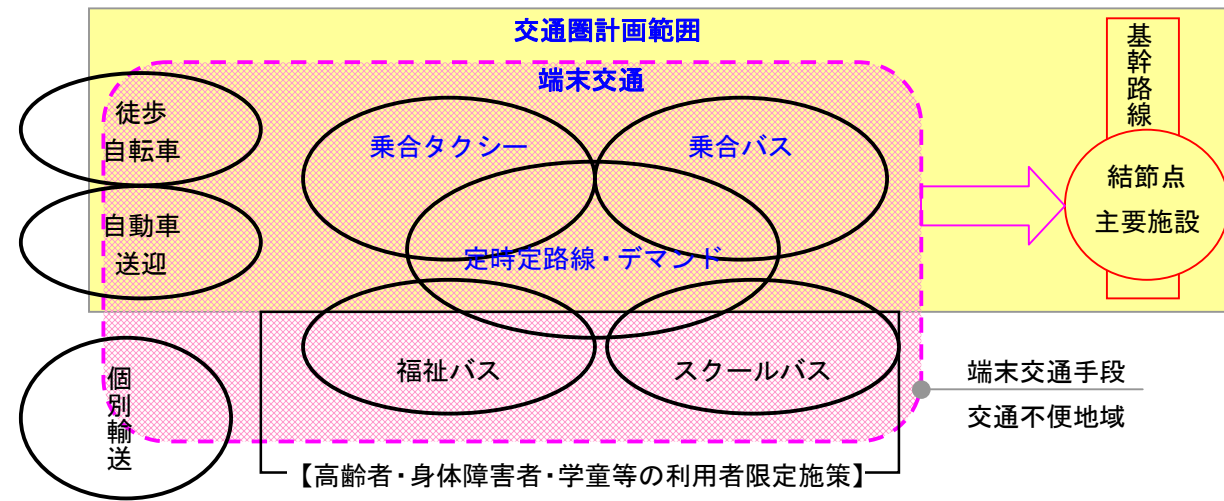 交通圏計画範囲
端末交通
徒歩
自転車
自動車
送迎
個別輸送
乗合タクシー
乗合バス
定時定路線・デマンド
福祉バス
スクールバス
【高齢者・身体障害者・学童等の利用者限定施策】
基幹路線
結節点
主要施設
端末交通手段
交通不便地域